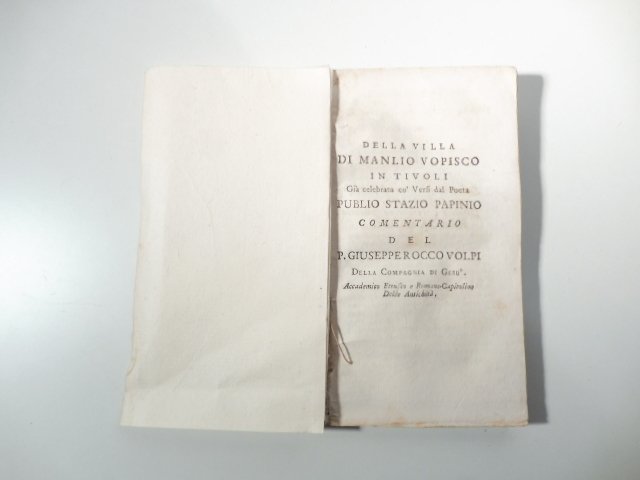 DELLA VILLA
DI MANLIO VOPISCO
IN TIVOLI
Già celebrata co' Versi dal Poeta
PUBLIO STAZIO PAPINIO
COMENTARIO
DEL
P. GIUSEPPE ROCCO VOLPI
DELLA COMPAGNIA DI GESU'.
Accademico Etrusco e Romano-Capitolino
Delle Antichità,